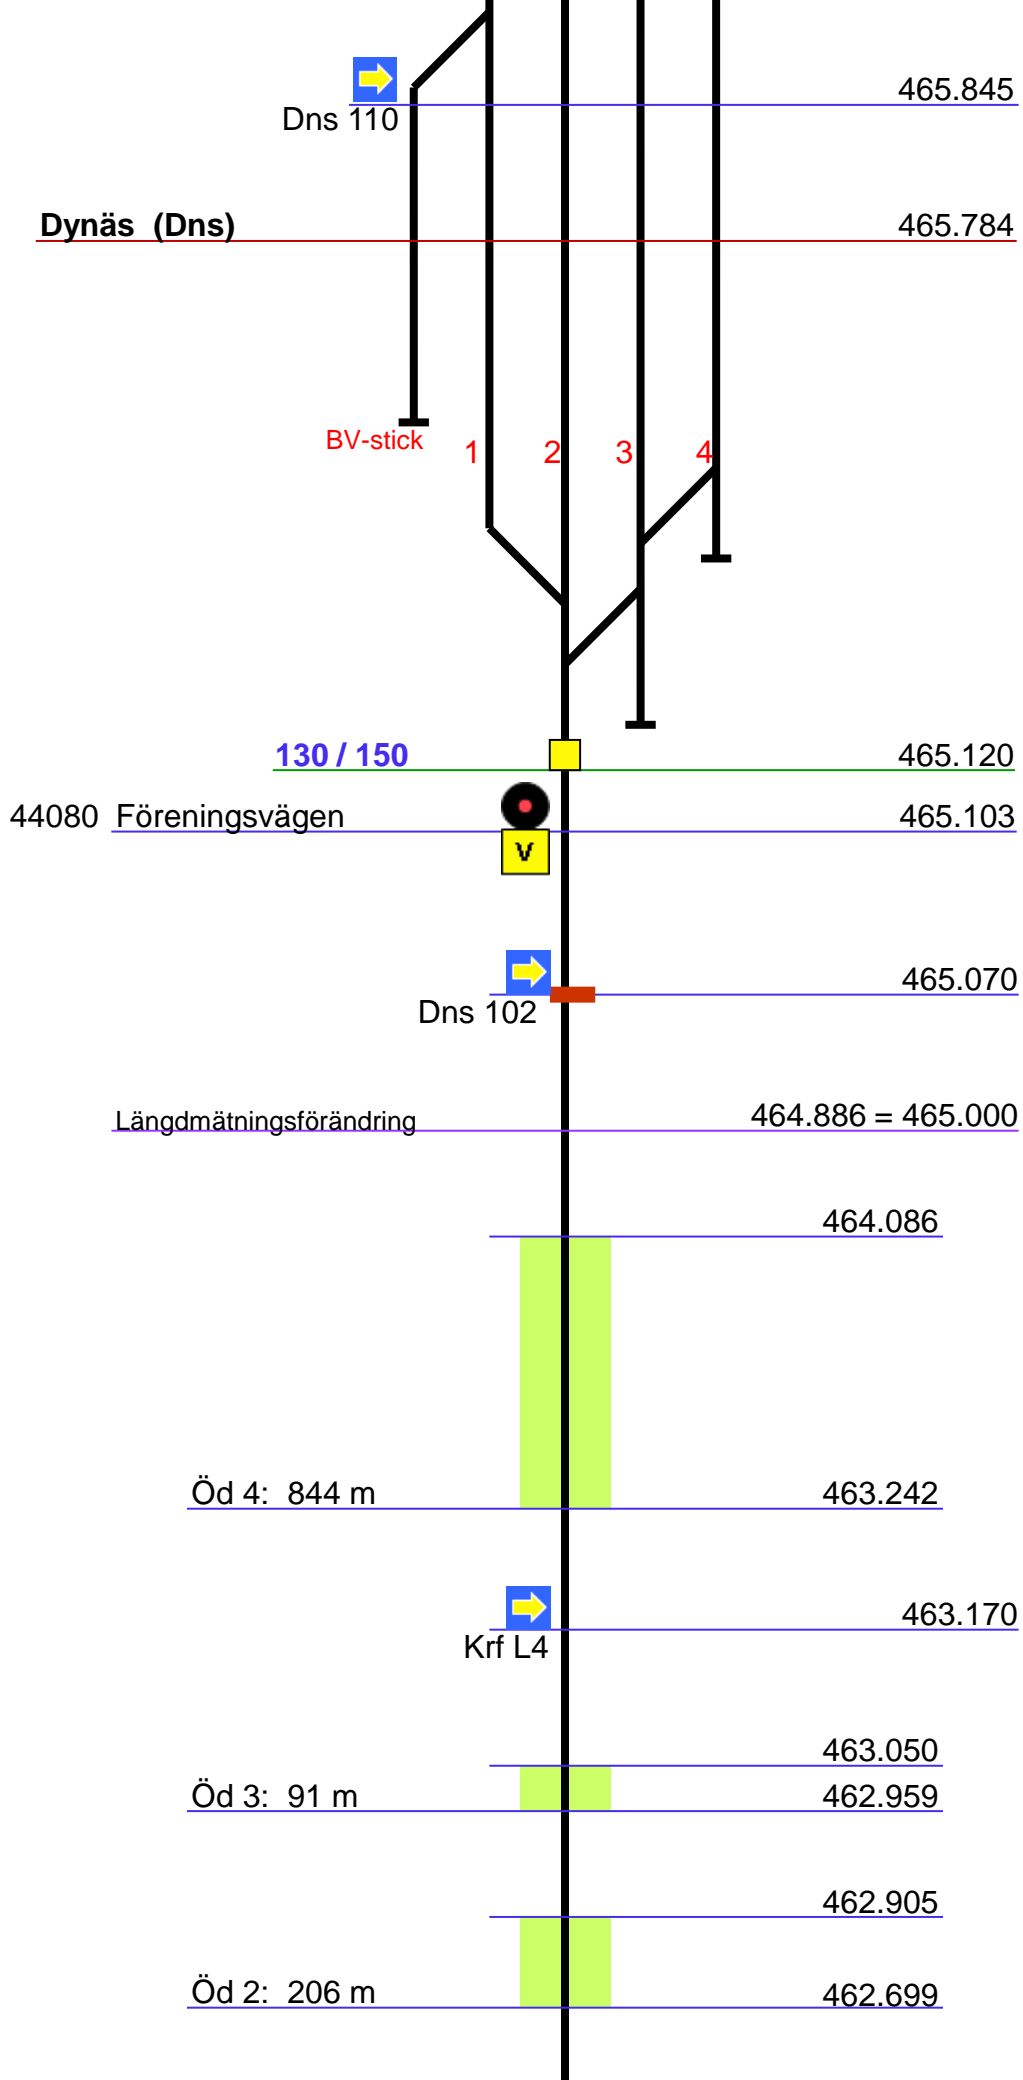 465.845
Dns 110
Dynäs (Dns) 465.784
BV-stick 1 2 3 4
130 / 150 465.120
44080 Föreningsvägen 465.103
V
465.070
Dns 102
Längdmätningsförändring 464.886 = 465.000
464.086
Öd 4: 844 m 463.242
463.170
Krf L4
463.050
Öd 3: 91 m 462.959
462.905
Öd 2: 206 m 462.699